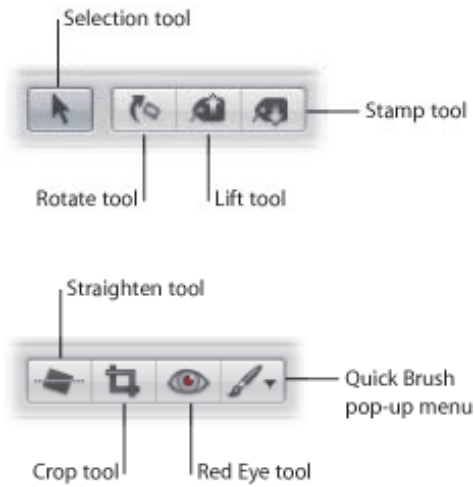 Selection tool
Stamp tool
Rotate tool
Lift tool
Straighten tool
Quick Brush
pop-up menu
Crop tool
Red Eye tool